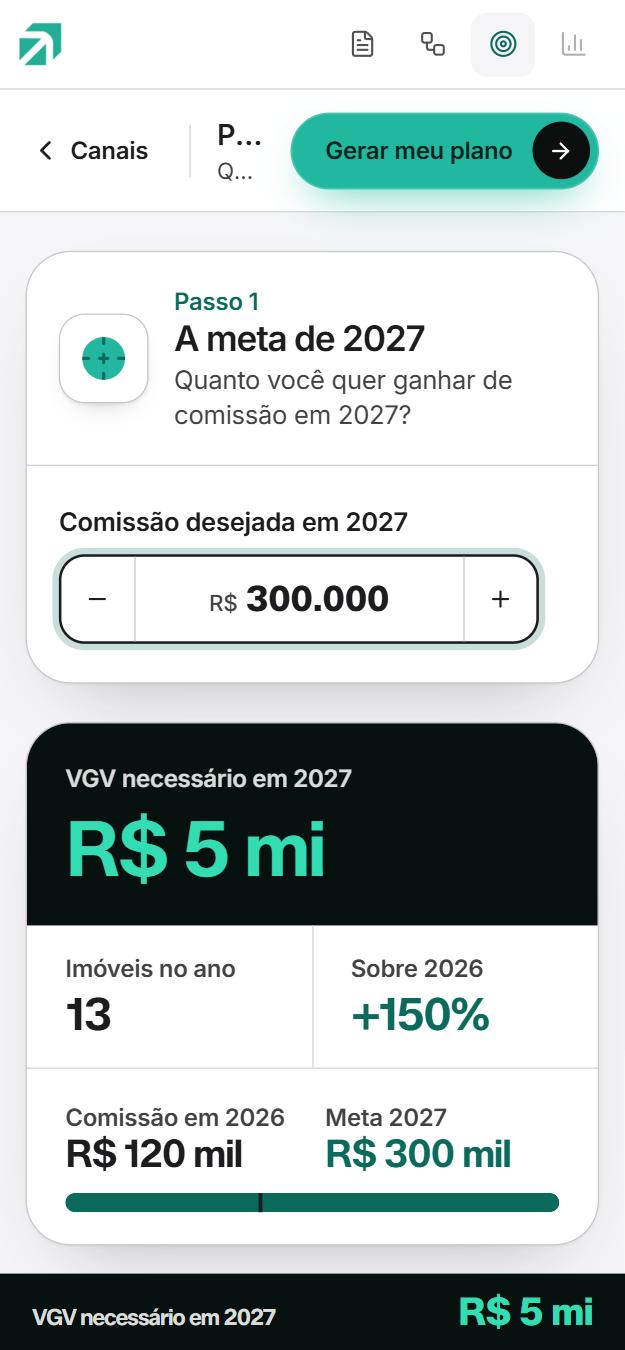 Canais
P...
Q...
Gerar meu plano
Passo 1
A meta de 2027
Quanto você quer ganhar de
comissão em 2027?
Comissão desejada em 2027
− R$ 300.000 +
VGV necessário em 2027
R$ 5 mi
Imóveis no ano
13
Sobre 2026
+150%
Comissão em 2026
R$ 120 mil
Meta 2027
R$ 300 mil
VGV necessário em 2027
R$ 5 mi